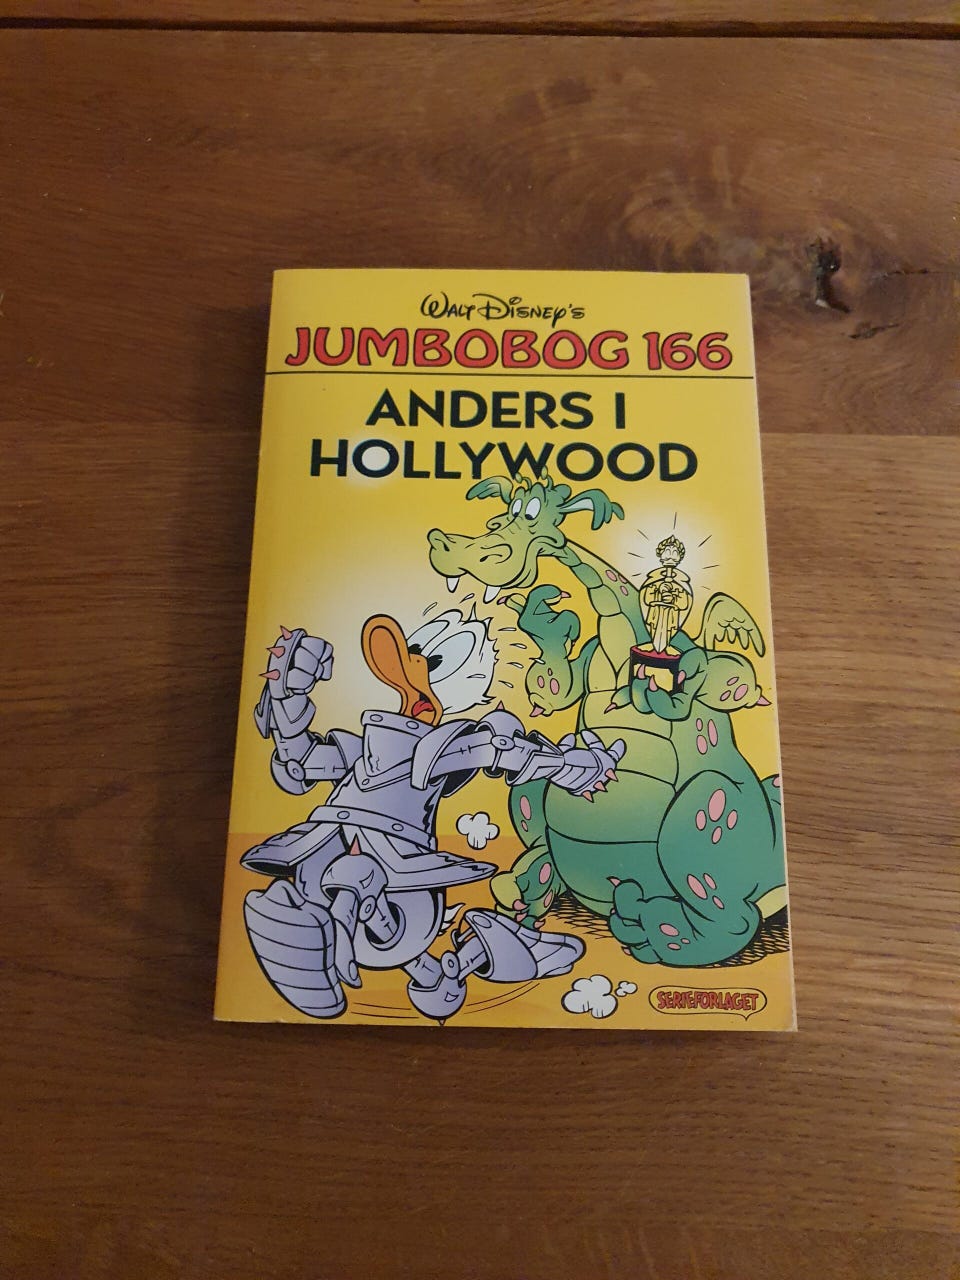 Walt Disney's
JUMBOBOG 166
ANDERS I
HOLLYWOOD
SERIEFORLAGET